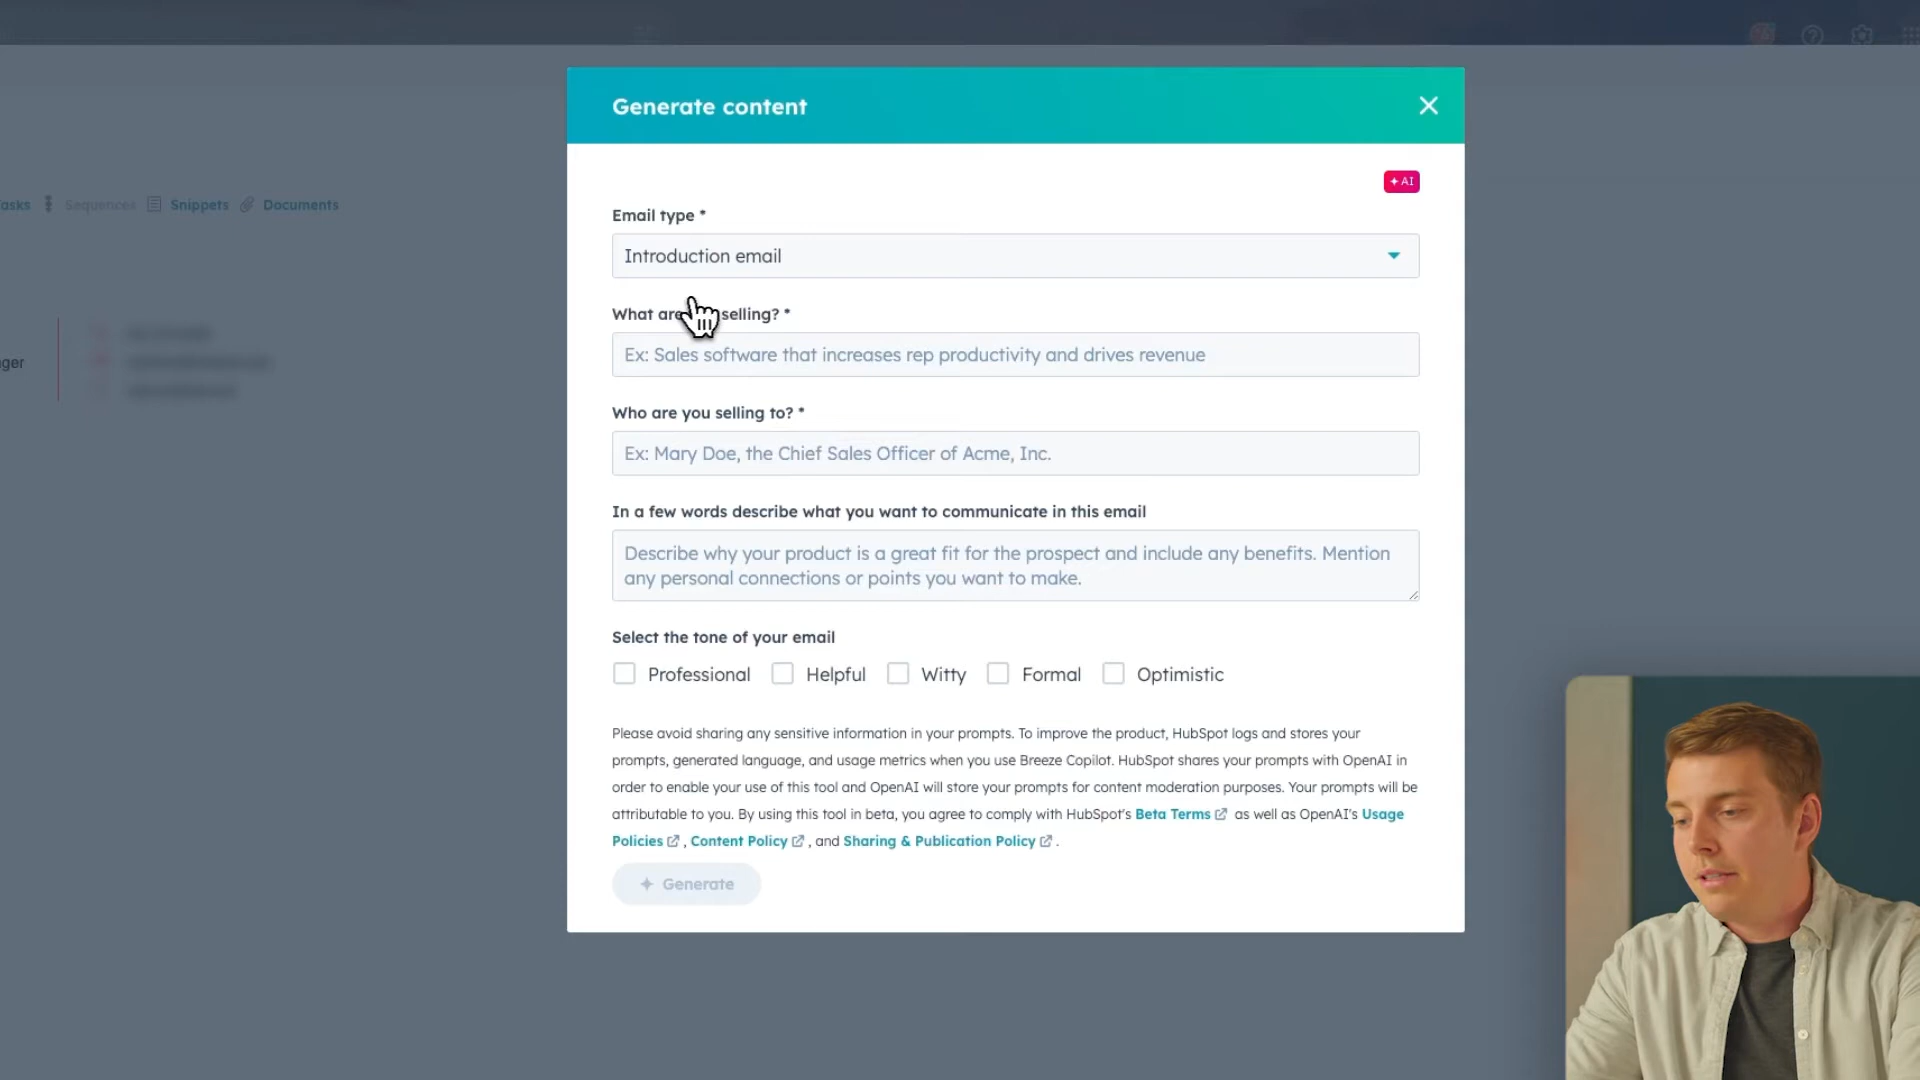 Generate content
AI
Email type *
Introduction email
What are selling? *
Ex: Sales software that increases rep productivity and drives revenue
Who are you selling to? *
Ex: Mary Doe, the Chief Sales Officer of Acme, Inc.
In a few words describe what you want to communicate in this email
Describe why your product is a great fit for the prospect and include any benefits. Mention
any personal connections or points you want to make.
Select the tone of your email
Professional Helpful Witty Formal Optimistic
Please avoid sharing any sensitive information in your prompts. To improve the product, HubSpot logs and stores your
prompts, generated language, and usage metrics when you use Breeze Copilot. HubSpot shares your prompts with OpenAI in
order to enable your use of this tool and OpenAI will store your prompts for content moderation purposes. Your prompts will be
attributable to you. By using this tool in beta, you agree to comply with HubSpot's Beta Terms as well as OpenAI's Usage
Policies , Content Policy , and Sharing & Publication Policy .
Generate
asks Sequences Snippets Documents
ger